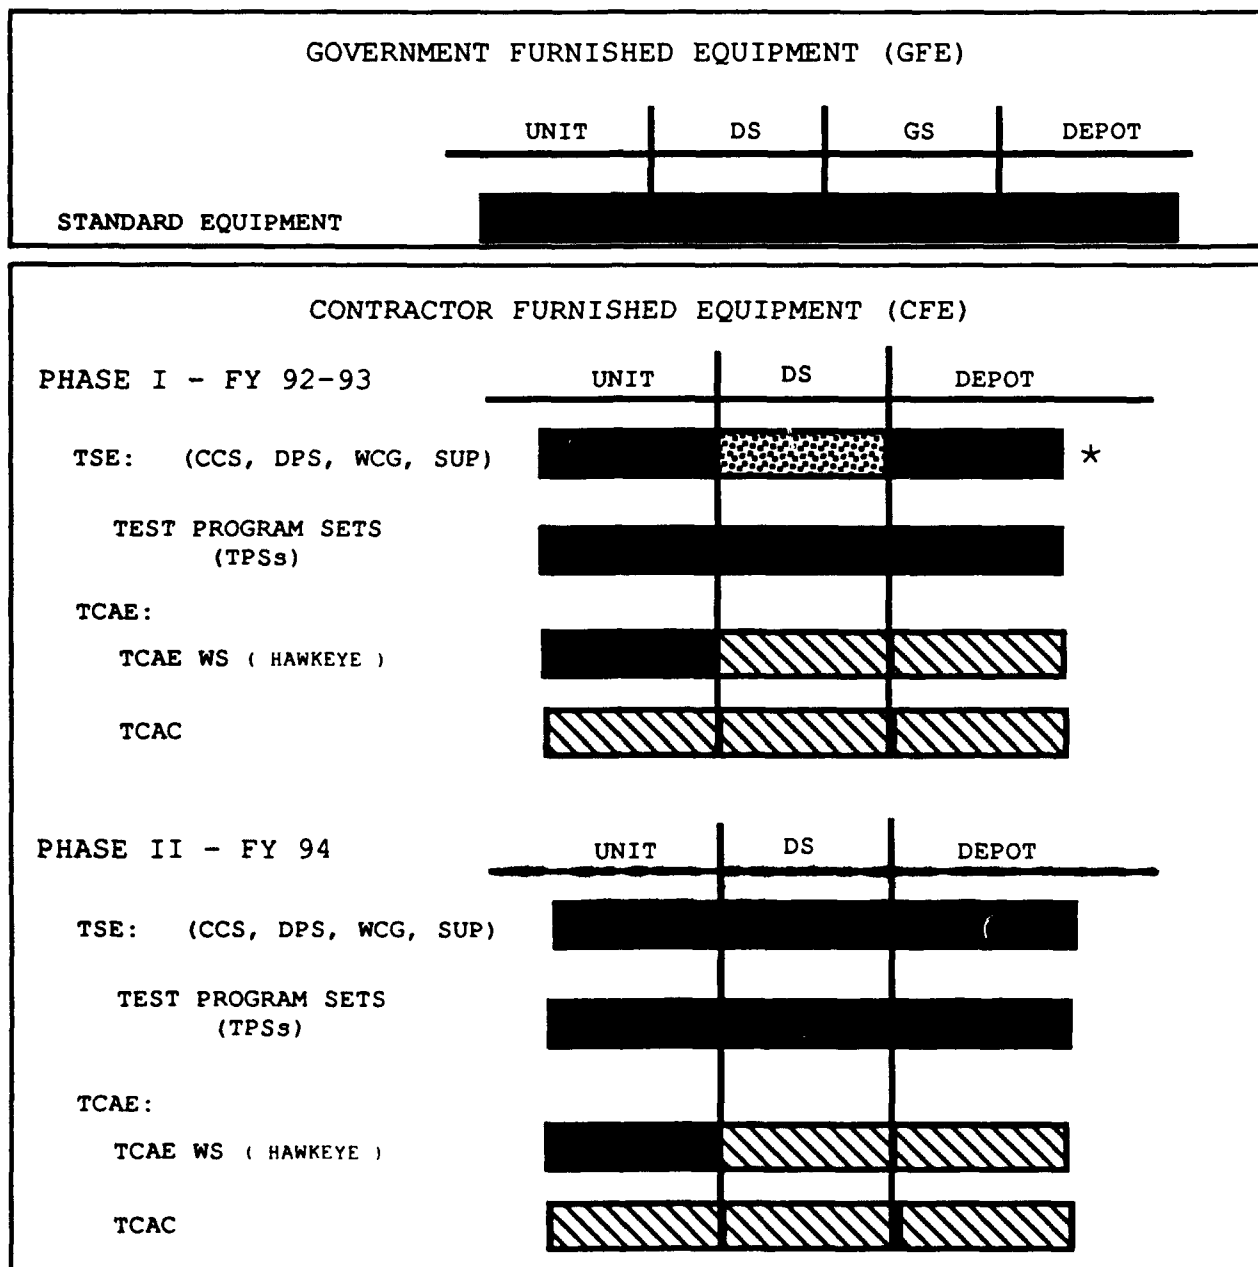 GOVERNMENT FURNISHED EQUIPMENT (GFE)
UNIT DS GS DEPOT
STANDARD EQUIPMENT
CONTRACTOR FURNISHED EQUIPMENT (CFE)
PHASE I - FY 92-93 UNIT DS DEPOT
TSE: (CCS, DPS, WCG, SUP) *
TEST PROGRAM SETS
(TPSs)
TCAE:
TCAE WS ( HAWKEYE )
TCAC
PHASE II - FY 94 UNIT DS DEPOT
TSE: (CCS, DPS, WCG, SUP)
TEST PROGRAM SETS
(TPSs)
TCAE:
TCAE WS ( HAWKEYE )
TCAC